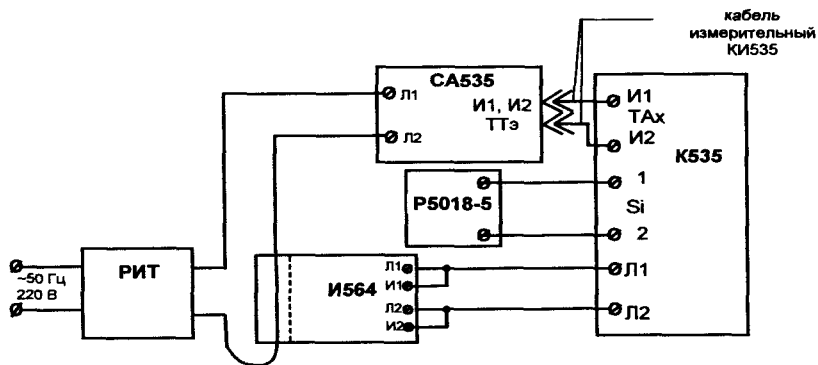 кабель
измерительный
КИ535
СА535
Л1
И1, И2
ТТэ
Л2
И1
ТАх
И2
К535
Р5018-5
1
Si
2
РИТ
~50 Гц
220 В
И564
Л1
И1
Л2
И2
Л1
Л2